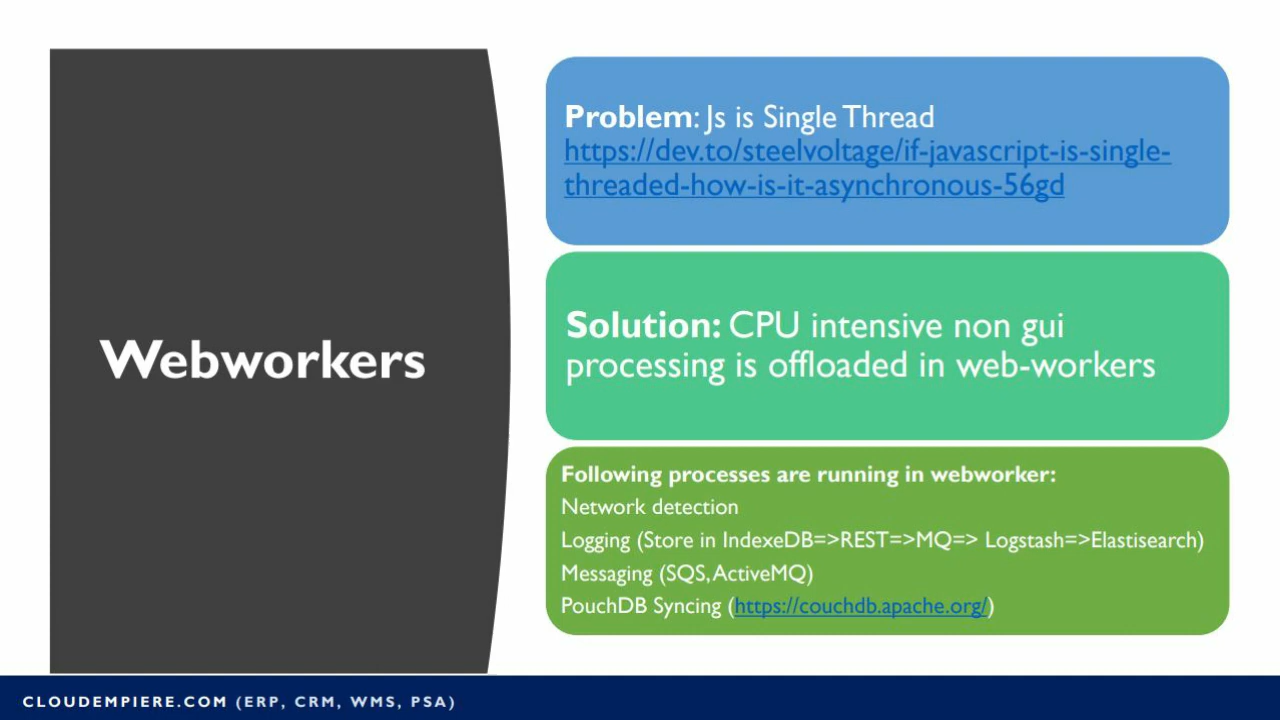 Webworkers
Problem: Js is Single Thread
https://dev.to/steelvoltage/if-javascript-is-single-
threaded-how-is-it-asynchronous-56gd
Solution: CPU intensive non gui
processing is offloaded in web-workers
Following processes are running in webworker:
Network detection
Logging (Store in IndexeDB=>REST=>MQ=> Logstash=>Elastisearch)
Messaging (SQS, ActiveMQ)
PouchDB Syncing (https://couchdb.apache.org/)
CLOUDEMPIERE.COM (ERP, CRM, WMS, PSA)